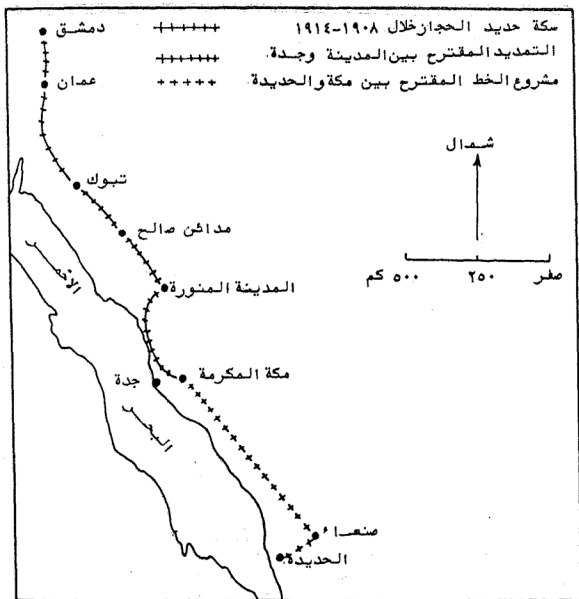 سكة حديد الحجاز خلال ١٩٠٨-١٩١٤
التمديد المقترح بين المدينة وجدة.
مشروع الخط المقترح بين مكة والحديدة.
دمشق
عمان
شمال
تبوك
مدائن صالح
صفر ٢٥٠ ٥٠٠ كم
المدينة المنورة
البحر الأحمر
مكة المكرمة
جدة
صنعاء
الحديدة